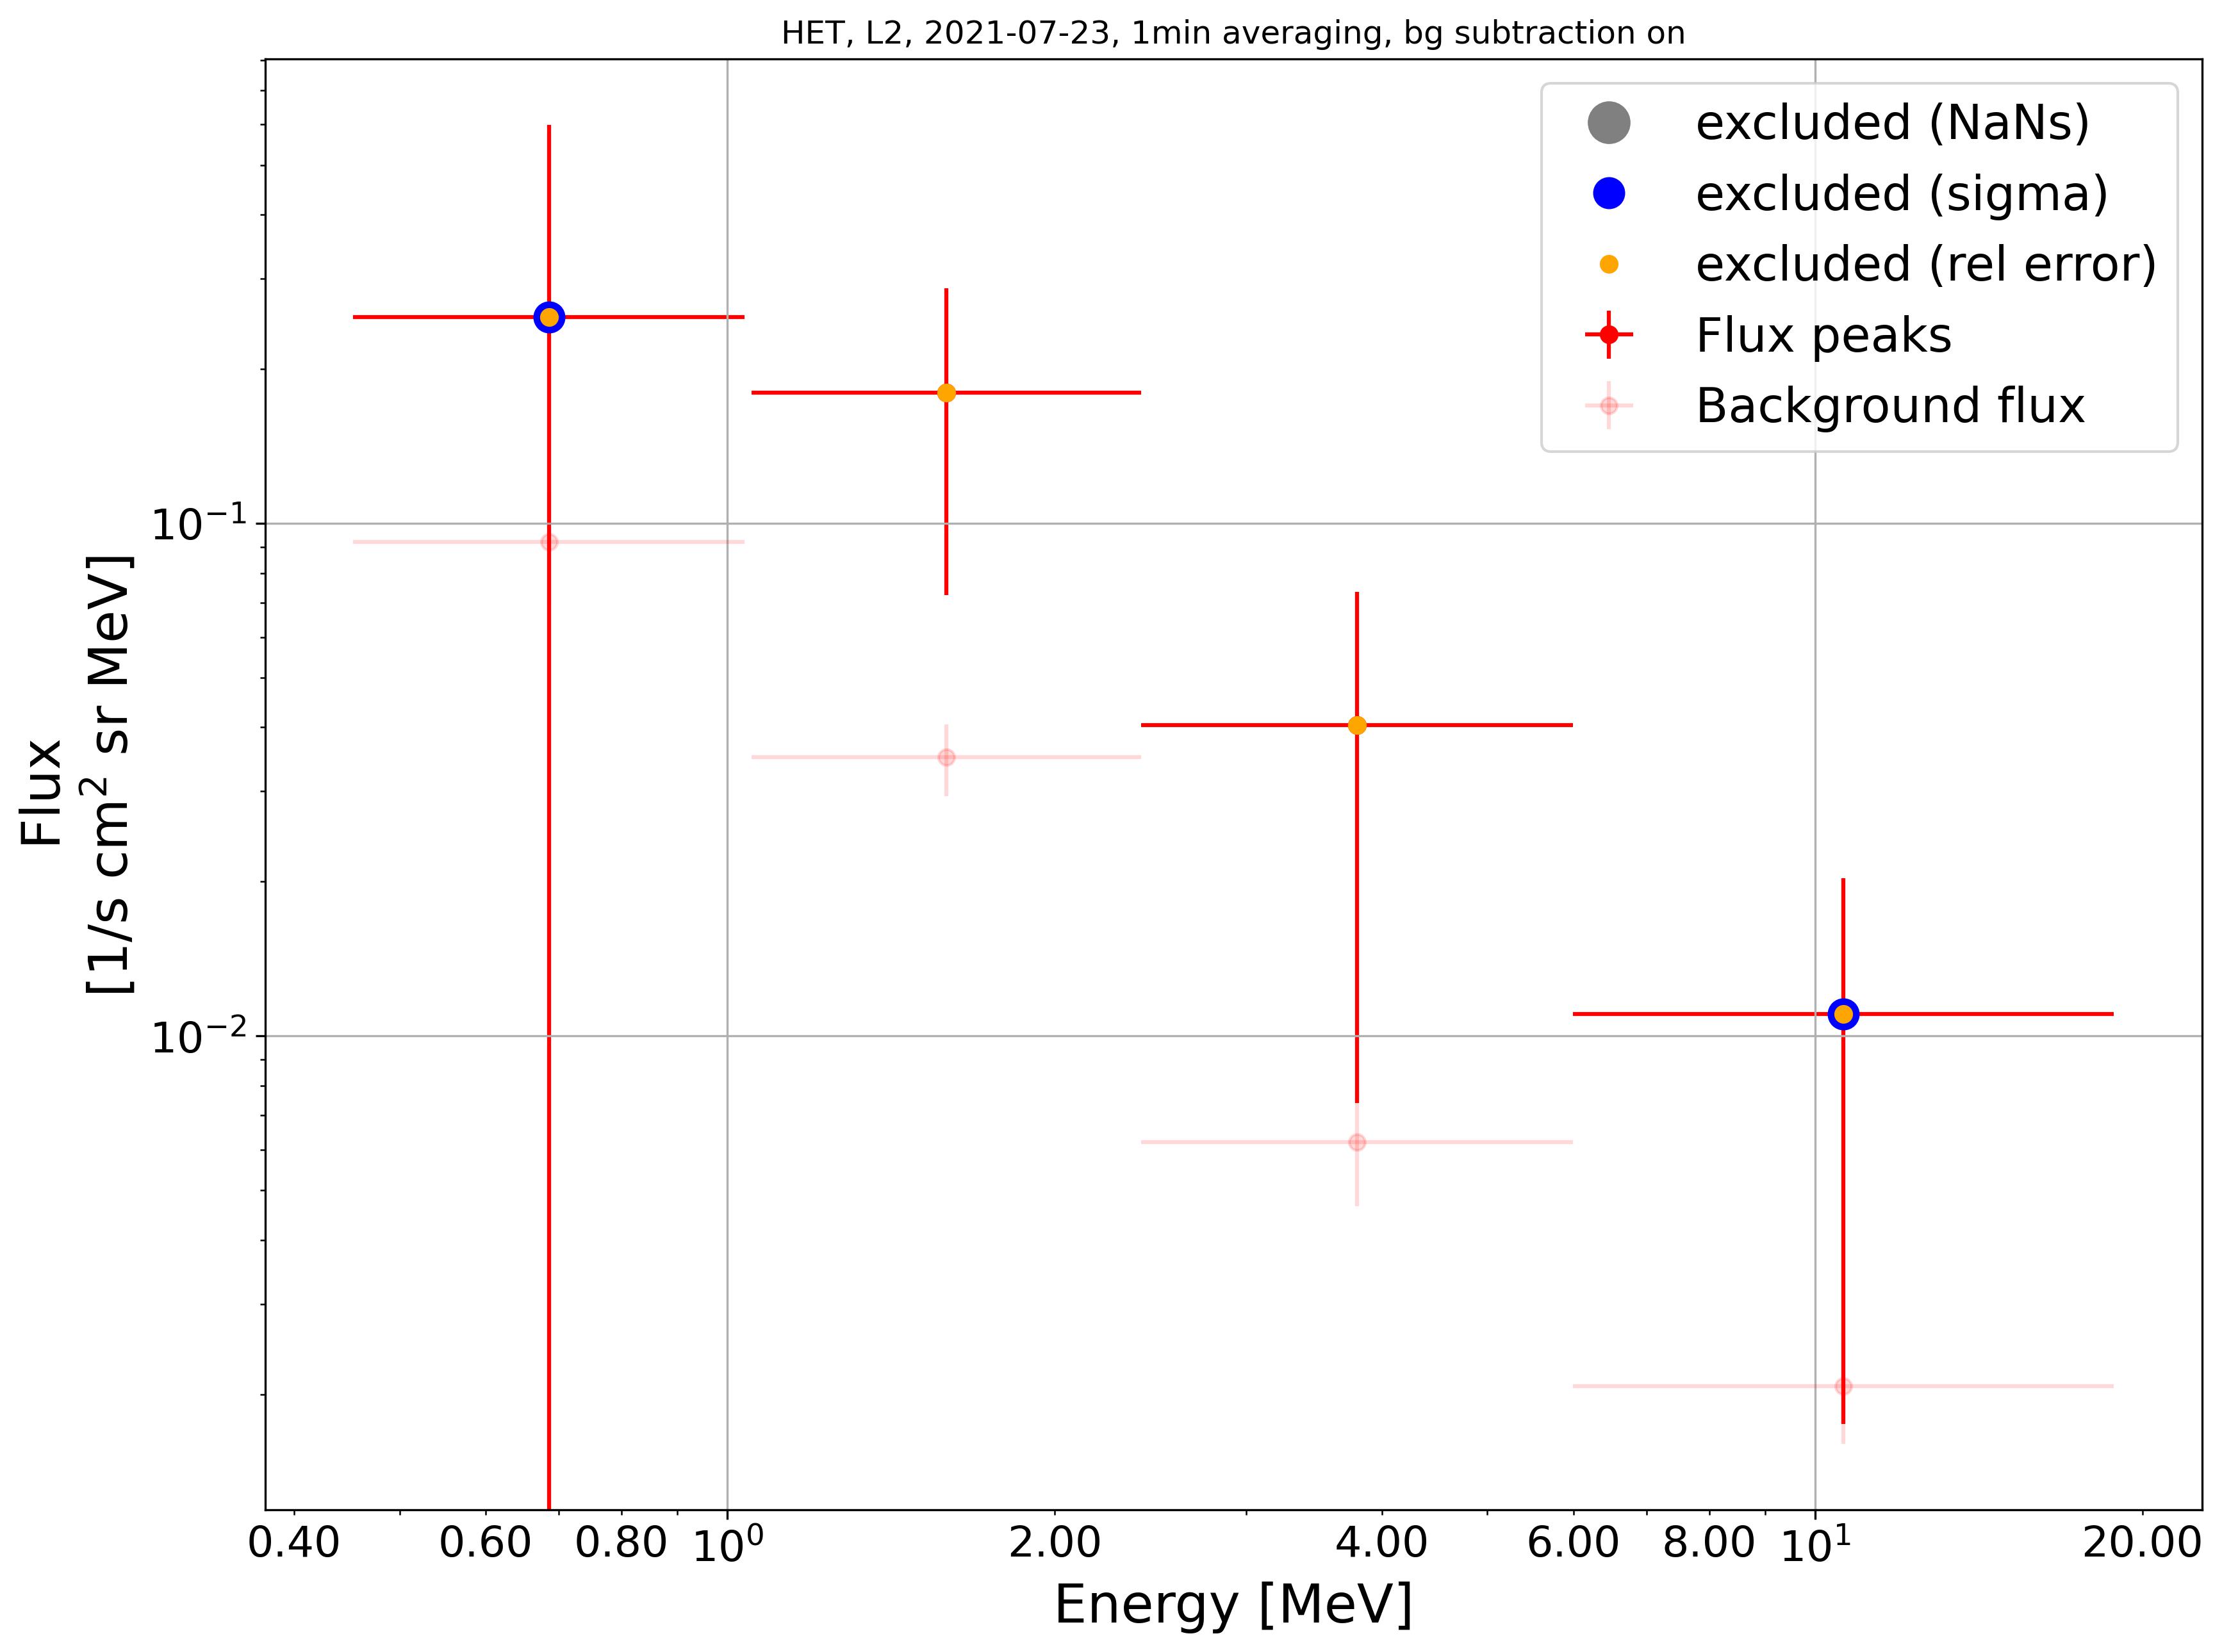 HET, L2, 2021-07-23, 1min averaging, bg subtraction on
excluded (NaNs)
excluded (sigma)
excluded (rel error)
Flux peaks
Background flux
Flux
[1/s cm² sr MeV]
10⁻¹
10⁻²
0.40 0.60 0.80 10⁰ 2.00 4.00 6.00 8.00 10¹ 20.00
Energy [MeV]